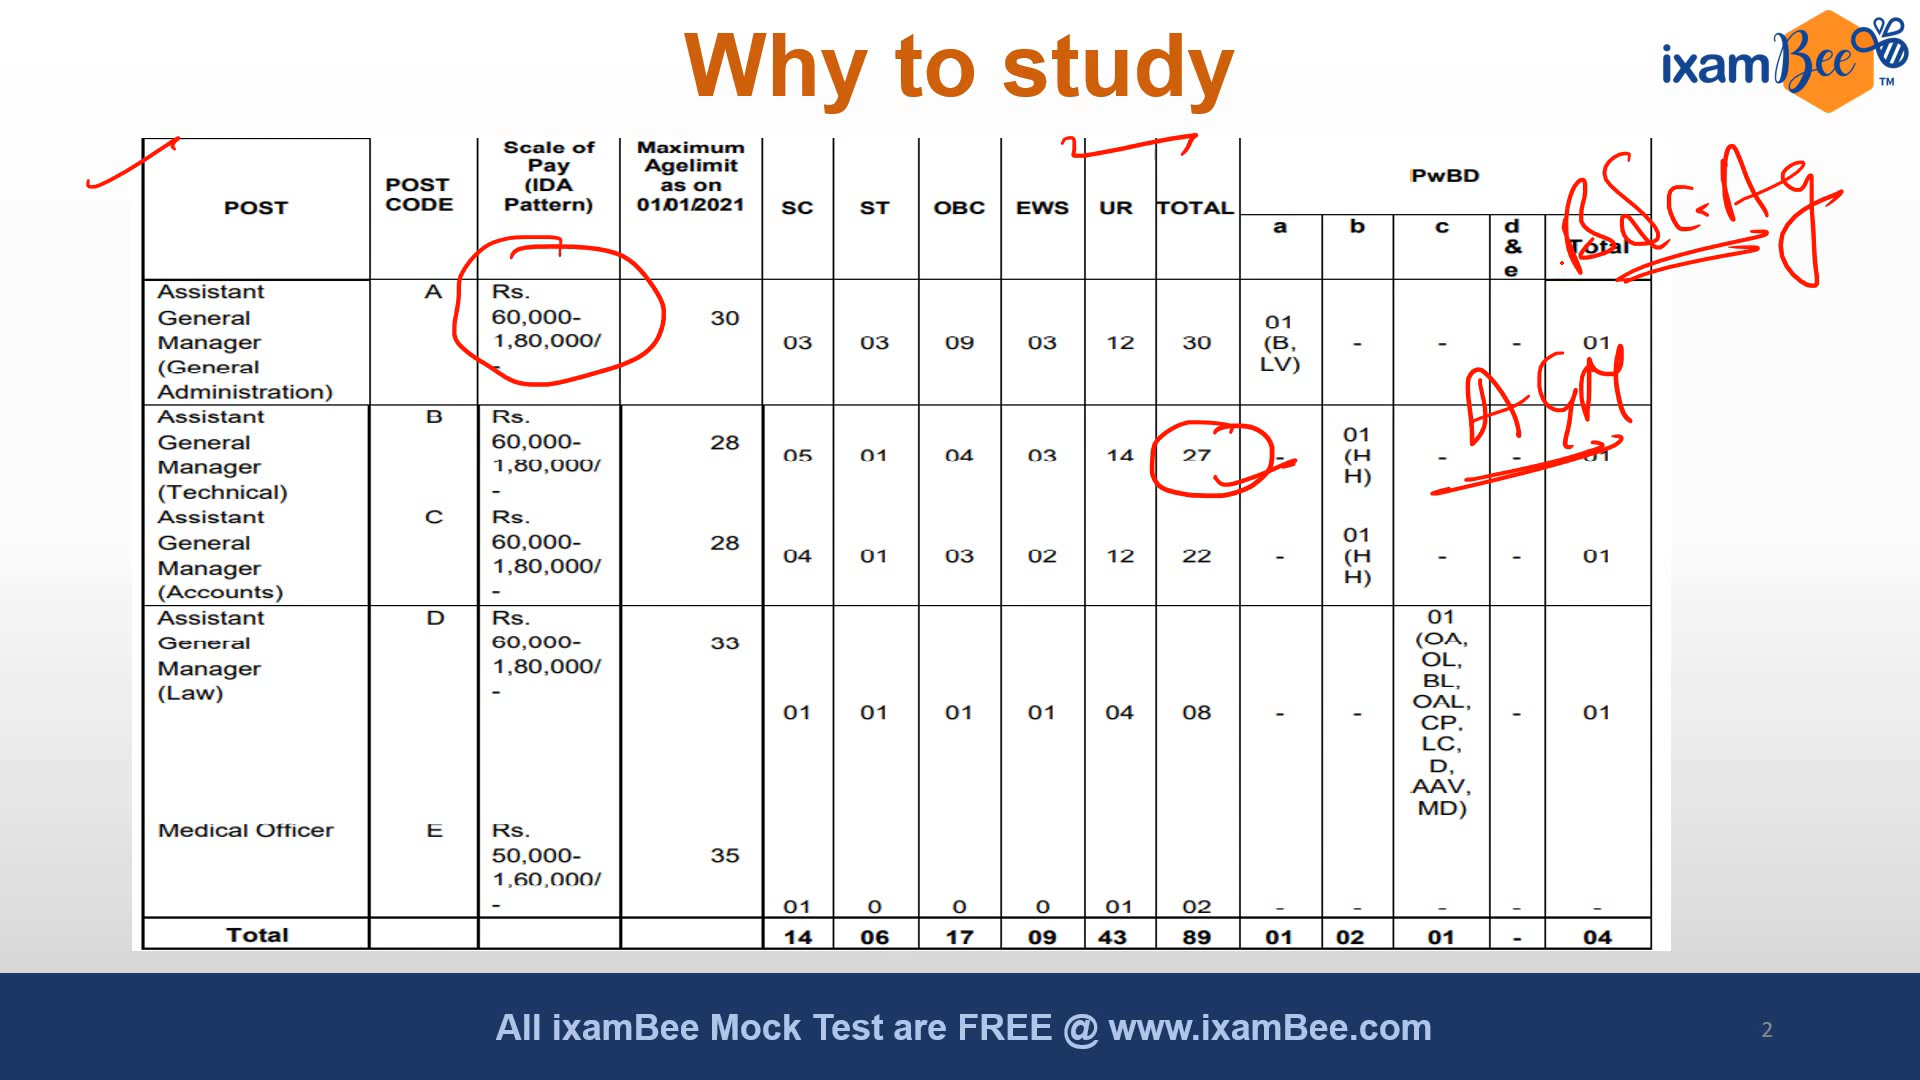 Why to study
ixamBee TM
POST
POST CODE
Scale of Pay (IDA Pattern)
Maximum Agelimit as on 01/01/2021
SC
ST
OBC
EWS
UR
TOTAL
PwBD
a
b
c
d & e
Total
BSc. Ag
Assistant General Manager (General Administration)
A
Rs. 60,000- 1,80,000/ -
30
03
03
09
03
12
30
01 (B, LV)
-
-
-
01
AGM
Assistant General Manager (Technical)
B
Rs. 60,000- 1,80,000/ -
28
05
01
04
03
14
27
-
01 (H H)
-
-
01
Assistant General Manager (Accounts)
C
Rs. 60,000- 1,80,000/ -
28
04
01
03
02
12
22
-
01 (H H)
-
-
01
Assistant General Manager (Law)
D
Rs. 60,000- 1,80,000/ -
33
01
01
01
01
04
08
-
-
01 (OA, OL, BL, OAL, CP, LC, D, AAV, MD)
-
01
Medical Officer
E
Rs. 50,000- 1,60,000/ -
35
01
0
0
0
01
02
-
-
-
-
-
Total
14
06
17
09
43
89
01
02
01
-
04
All ixamBee Mock Test are FREE @ www.ixamBee.com
2